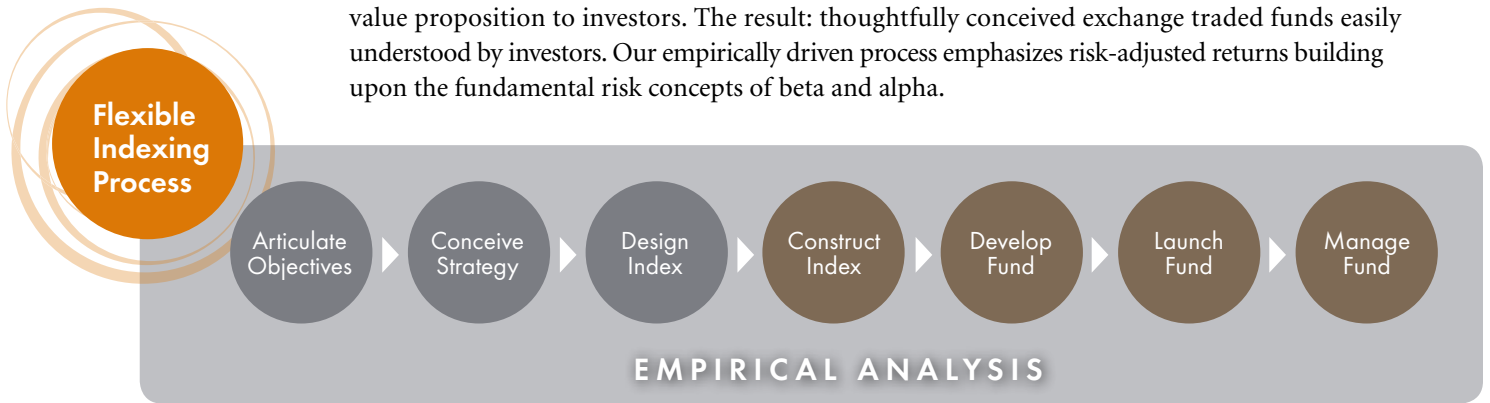 value proposition to investors. The result: thoughtfully conceived exchange traded funds easily
understood by investors. Our empirically driven process emphasizes risk-adjusted returns building
upon the fundamental risk concepts of beta and alpha.
Flexible
Indexing
Process
Articulate
Objectives
Conceive
Strategy
Design
Index
Construct
Index
Develop
Fund
Launch
Fund
Manage
Fund
EMPIRICAL ANALYSIS